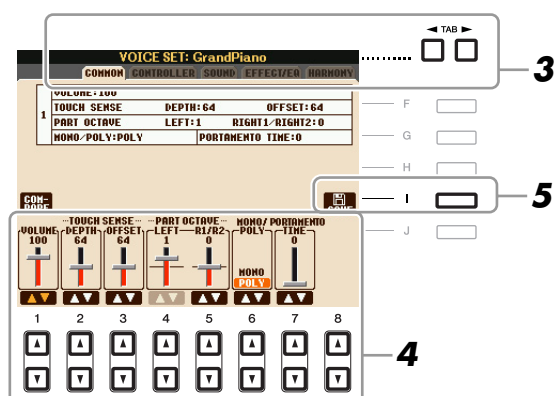 ◄ TAB ►
VOICE SET: GrandPiano
COMMON CONTROLLER SOUND EFFECT/EQ HARMONY
3
1
VOLUME:100
TOUCH SENSE DEPTH:64 OFFSET:64
PART OCTAVE LEFT:1 RIGHT1/RIGHT2:0
MONO/POLY:POLY PORTAMENTO TIME:0
F
G
H
I
J
5
COM-
PARE
SAVE
TOUCH SENSE PART OCTAVE MONO/ PORTAMENTO
VOLUME DEPTH OFFSET LEFT R1/R2 POLY TIME
100 64 64 1 0 0
MONO
POLY
1 2 3 4 5 6 7 8
4